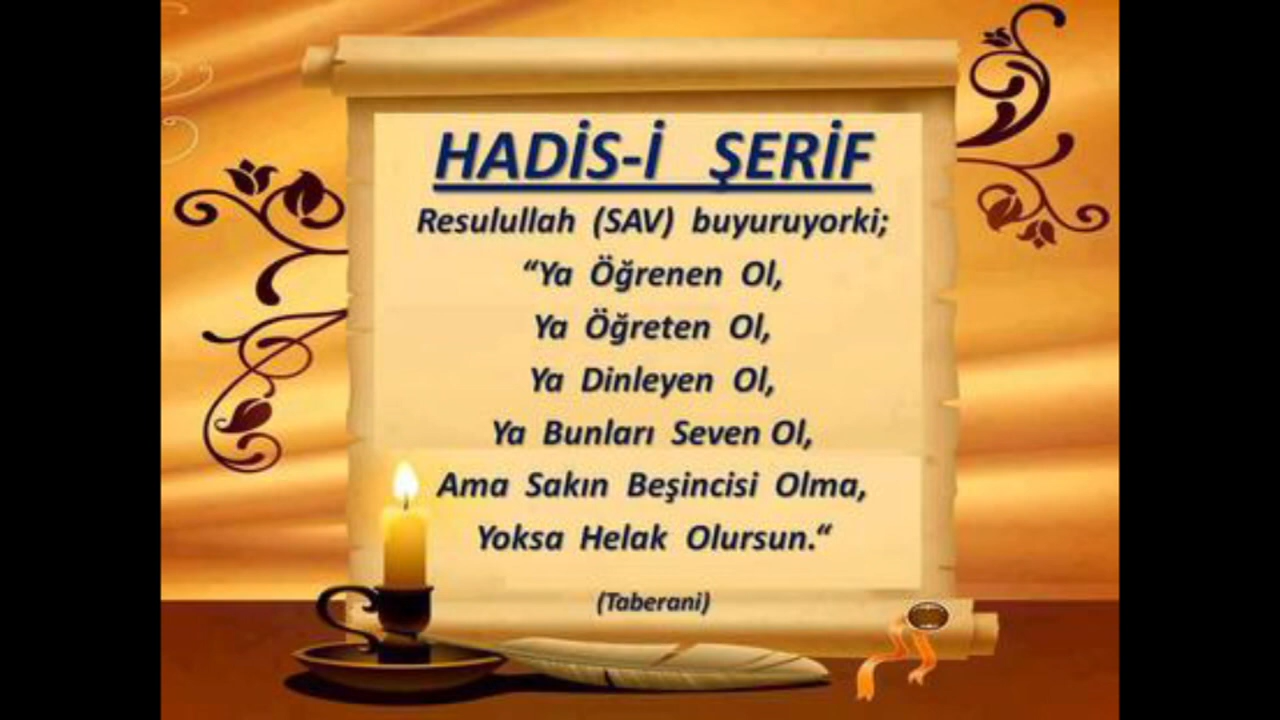 HADİS-İ ŞERİF
Resulullah (SAV) buyuruyorki;
“Ya Öğrenen Ol,
Ya Öğreten Ol,
Ya Dinleyen Ol,
Ya Bunları Seven Ol,
Ama Sakın Beşincisi Olma,
Yoksa Helak Olursun.“
(Taberani)